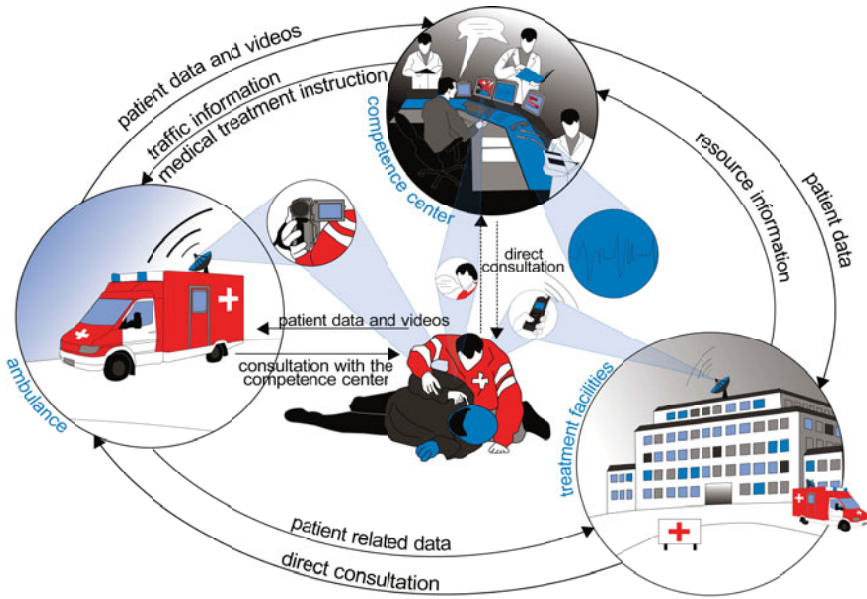 patient data and videos
traffic information
medical treatment instruction
competence center
resource information
patient data
direct
consultation
patient data and videos
consultation with the
competence center
ambulance
treatment facilities
patient related data
direct consultation